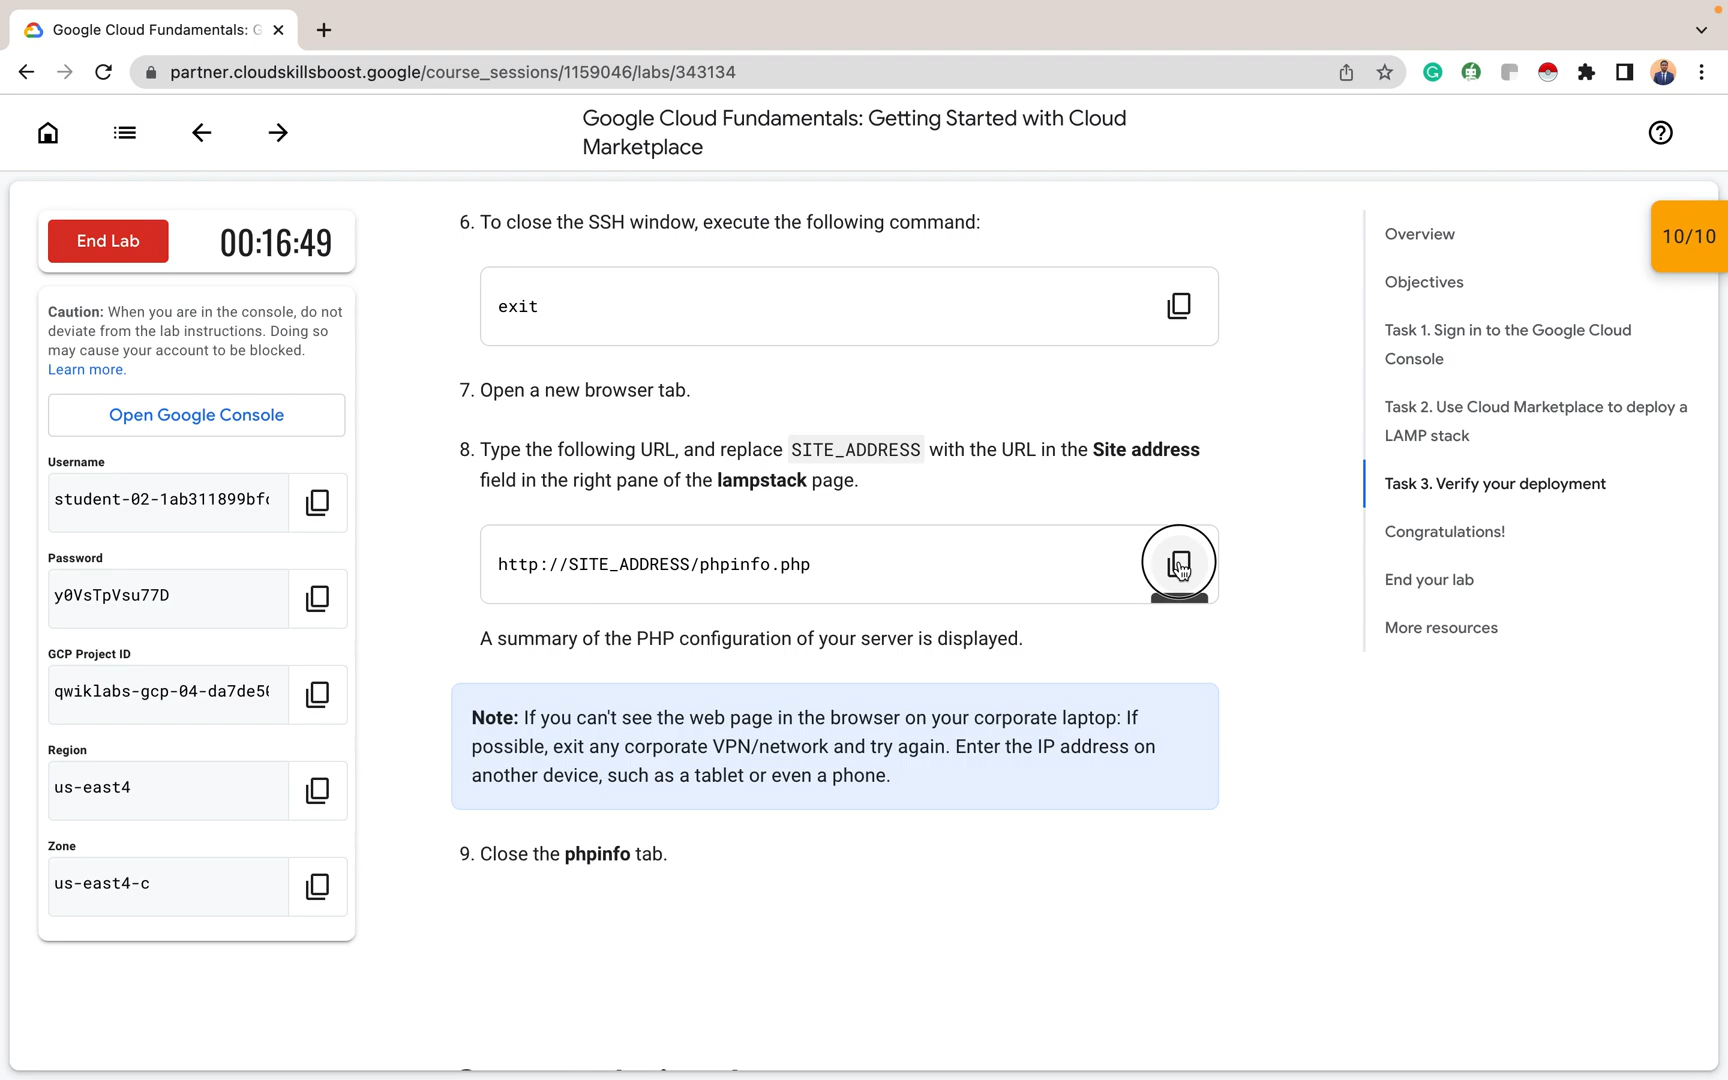 Google Cloud Fundamentals: G
partner.cloudskillsboost.google/course_sessions/1159046/labs/343134
Google Cloud Fundamentals: Getting Started with Cloud
Marketplace
End Lab
00:16:49
Caution: When you are in the console, do not
deviate from the lab instructions. Doing so
may cause your account to be blocked.
Learn more.
Open Google Console
Username
student-02-1ab311899bfc
Password
y0VsTpVsu77D
GCP Project ID
qwiklabs-gcp-04-da7de50
Region
us-east4
Zone
us-east4-c
6. To close the SSH window, execute the following command:
exit
7. Open a new browser tab.
8. Type the following URL, and replace SITE_ADDRESS with the URL in the Site address
field in the right pane of the lampstack page.
http://SITE_ADDRESS/phpinfo.php
A summary of the PHP configuration of your server is displayed.
Note: If you can't see the web page in the browser on your corporate laptop: If
possible, exit any corporate VPN/network and try again. Enter the IP address on
another device, such as a tablet or even a phone.
9. Close the phpinfo tab.
Overview
Objectives
Task 1. Sign in to the Google Cloud
Console
Task 2. Use Cloud Marketplace to deploy a
LAMP stack
Task 3. Verify your deployment
Congratulations!
End your lab
More resources
10/10